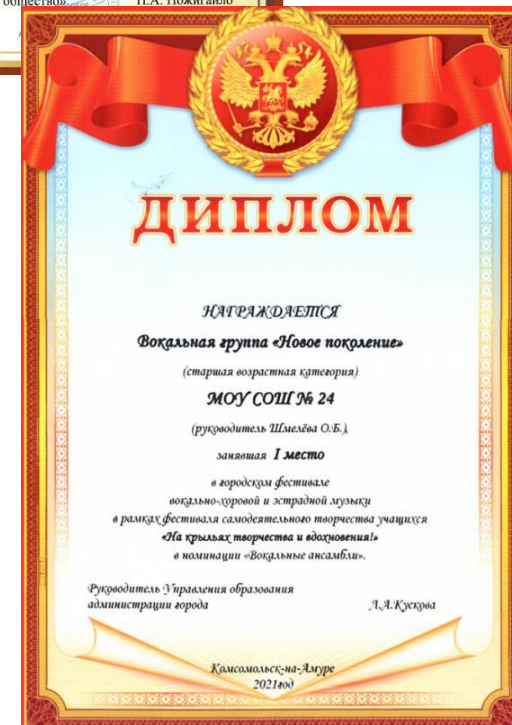 общество»
П.А. Пожигайло
ДИПЛОМ
НАГРАЖДАЕТСЯ
Вокальная группа «Новое поколение»
(старшая возрастная категория)
МОУ СОШ № 24
(руководитель Шмелёва О.Б.),
занявшая I место
в городском фестивале
вокально-хоровой и эстрадной музыки
в рамках фестиваля самодеятельного творчества учащихся
«На крыльях творчества и вдохновения!»
в номинации «Вокальные ансамбли».
Руководитель Управления образования
администрации города Л.А.Кускова
Комсомольск-на-Амуре
2021год